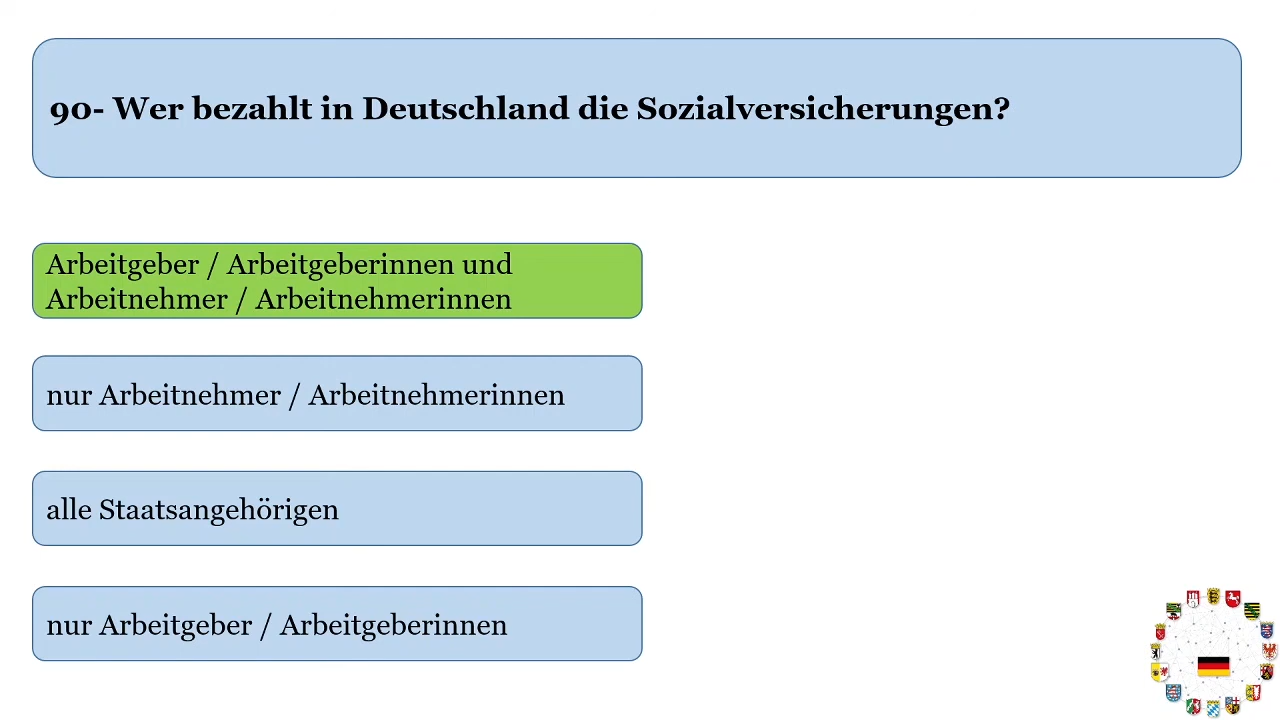 90- Wer bezahlt in Deutschland die Sozialversicherungen?
Arbeitgeber / Arbeitgeberinnen und
Arbeitnehmer / Arbeitnehmerinnen
nur Arbeitnehmer / Arbeitnehmerinnen
alle Staatsangehörigen
nur Arbeitgeber / Arbeitgeberinnen